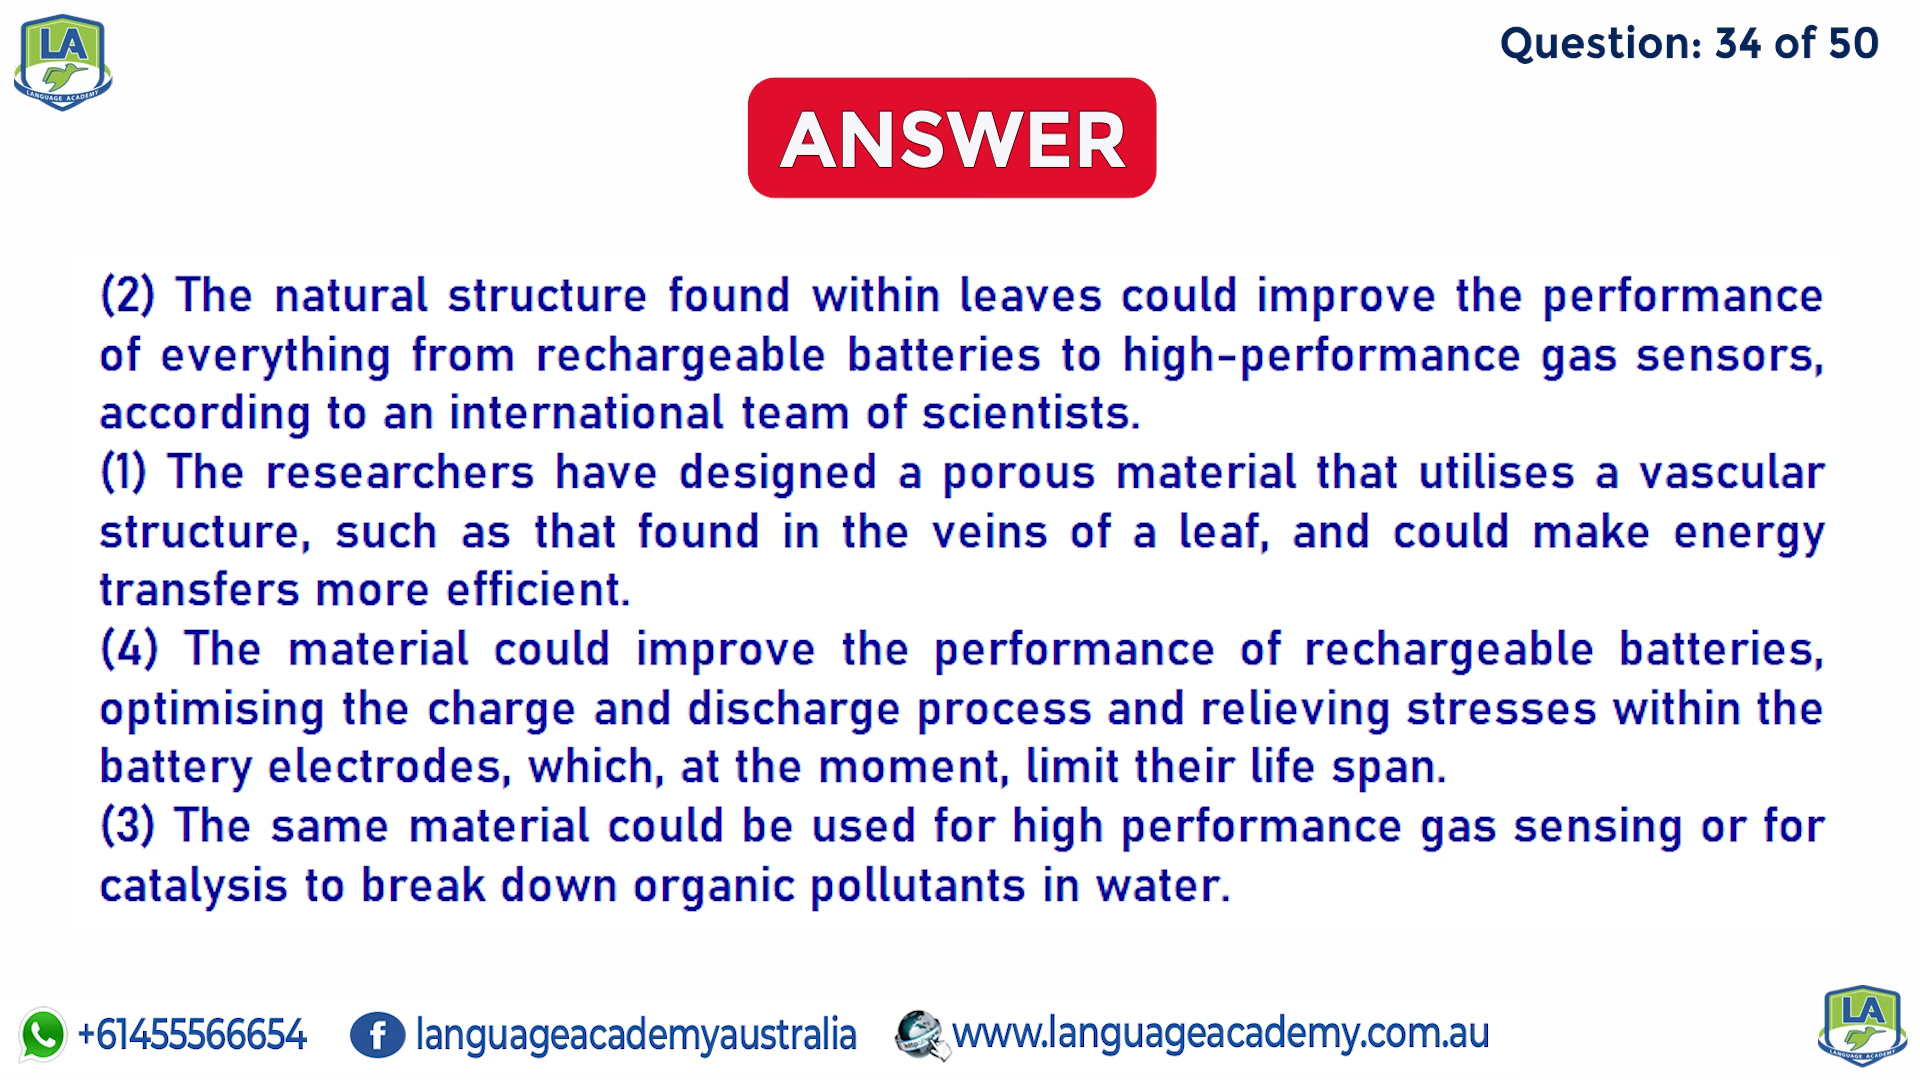 LA
LANGUAGE ACADEMY
Question: 34 of 50
ANSWER
(2) The natural structure found within leaves could improve the performance
of everything from rechargeable batteries to high-performance gas sensors,
according to an international team of scientists.
(1) The researchers have designed a porous material that utilises a vascular
structure, such as that found in the veins of a leaf, and could make energy
transfers more efficient.
(4) The material could improve the performance of rechargeable batteries,
optimising the charge and discharge process and relieving stresses within the
battery electrodes, which, at the moment, limit their life span.
(3) The same material could be used for high performance gas sensing or for
catalysis to break down organic pollutants in water.
+61455566654 f languageacademyaustralia www.languageacademy.com.au
LA
LANGUAGE ACADEMY